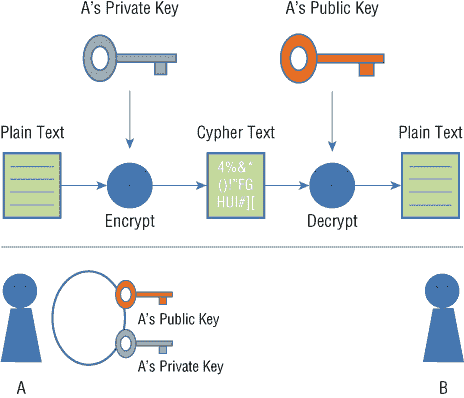 A's Private Key
A's Public Key
Plain Text
Cypher Text
Plain Text
4%&*
()!"FG
HUI#][
Encrypt
Decrypt
A's Public Key
A's Private Key
A
B